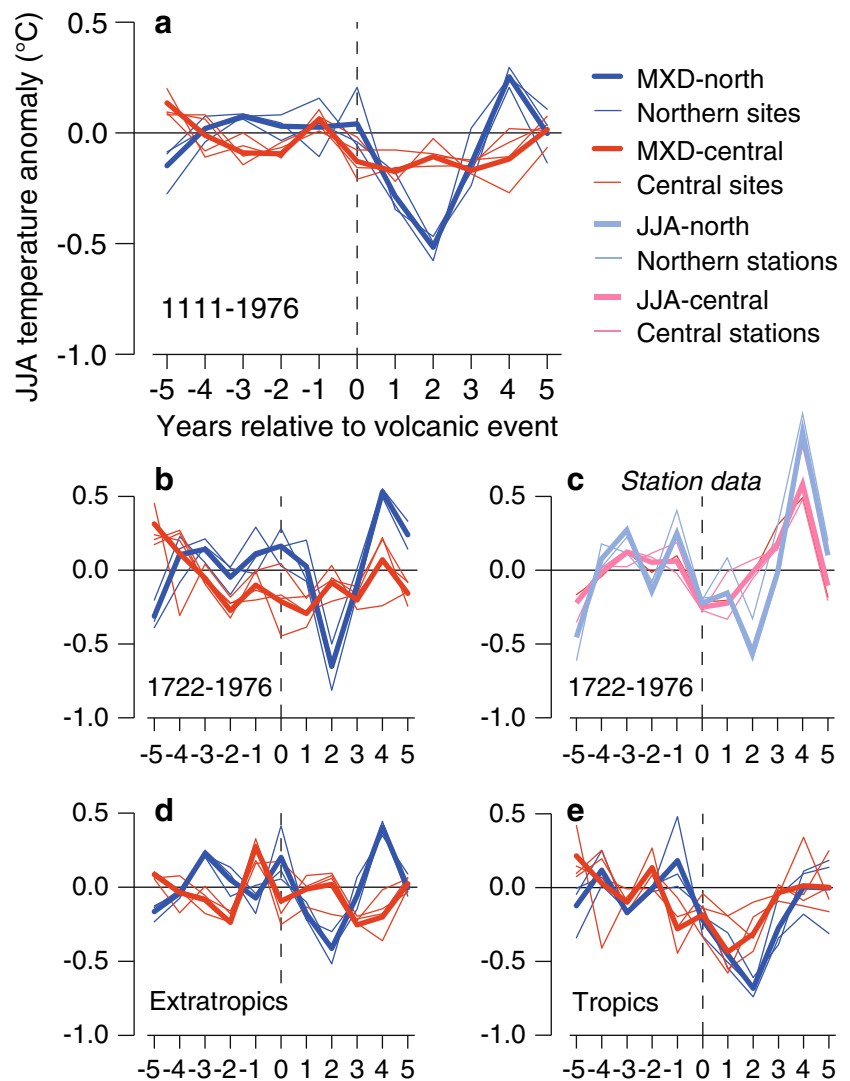 a
JJA temperature anomaly (°C)
0.5
0.0
-0.5
-1.0
1111-1976
-5 -4 -3 -2 -1 0 1 2 3 4 5
Years relative to volcanic event
MXD-north
Northern sites
MXD-central
Central sites
JJA-north
Northern stations
JJA-central
Central stations
b
0.5
0.0
-0.5
-1.0
1722-1976
-5 -4 -3 -2 -1 0 1 2 3 4 5
c
Station data
0.5
0.0
-0.5
-1.0
1722-1976
-5 -4 -3 -2 -1 0 1 2 3 4 5
d
0.5
0.0
-0.5
-1.0
Extratropics
-5 -4 -3 -2 -1 0 1 2 3 4 5
e
0.5
0.0
-0.5
-1.0
Tropics
-5 -4 -3 -2 -1 0 1 2 3 4 5